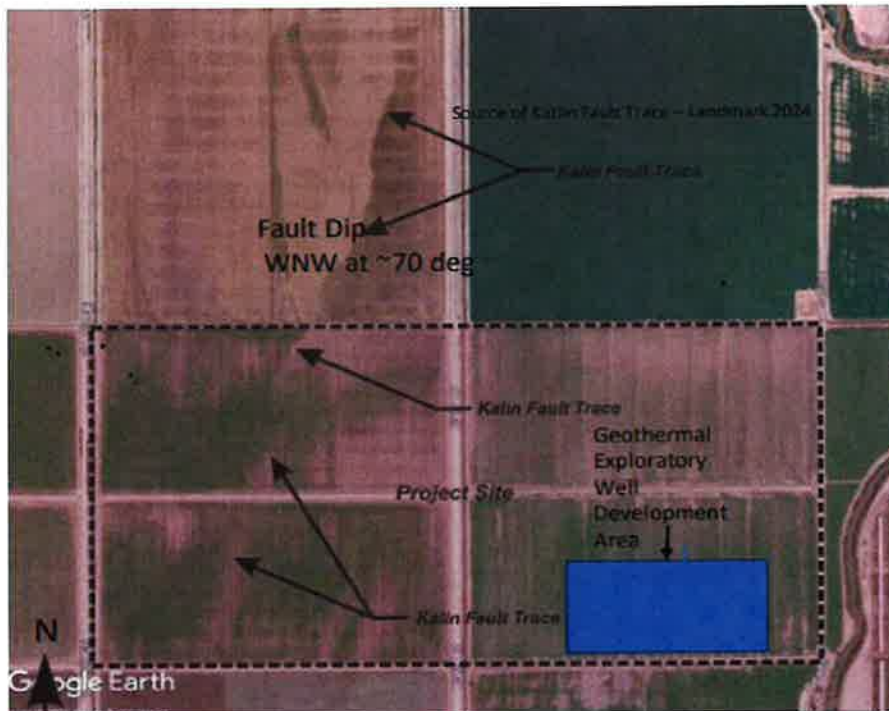 Source of Kalin Fault Trace – Landmark 2024
Kalin Fault Trace
Fault Dip
WNW at ~70 deg
Kalin Fault Trace
Geothermal
Exploratory
Well
Development
Area
Project Site
Kalin Fault Trace
N
Google Earth